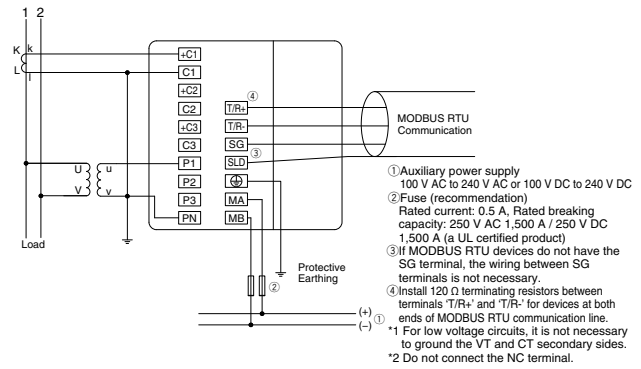 1 2
K k
L l
+C1
C1
+C2
C2
+C3
C3
P1
P2
P3
PN
④
T/R+
T/R-
SG
③
SLD
MA
MB
U u
V v
Load
MODBUS RTU
Communication
Protective
Earthing
②
(+)
(−) ①
①Auxiliary power supply
100 V AC to 240 V AC or 100 V DC to 240 V DC
②Fuse (recommendation)
Rated current: 0.5 A, Rated breaking
capacity: 250 V AC 1,500 A / 250 V DC
1,500 A (a UL certified product)
③If MODBUS RTU devices do not have the
SG terminal, the wiring between SG
terminals is not necessary.
④Install 120 Ω terminating resistors between
terminals ‘T/R+’ and ‘T/R-’ for devices at both
ends of MODBUS RTU communication line.
*1 For low voltage circuits, it is not necessary
to ground the VT and CT secondary sides.
*2 Do not connect the NC terminal.